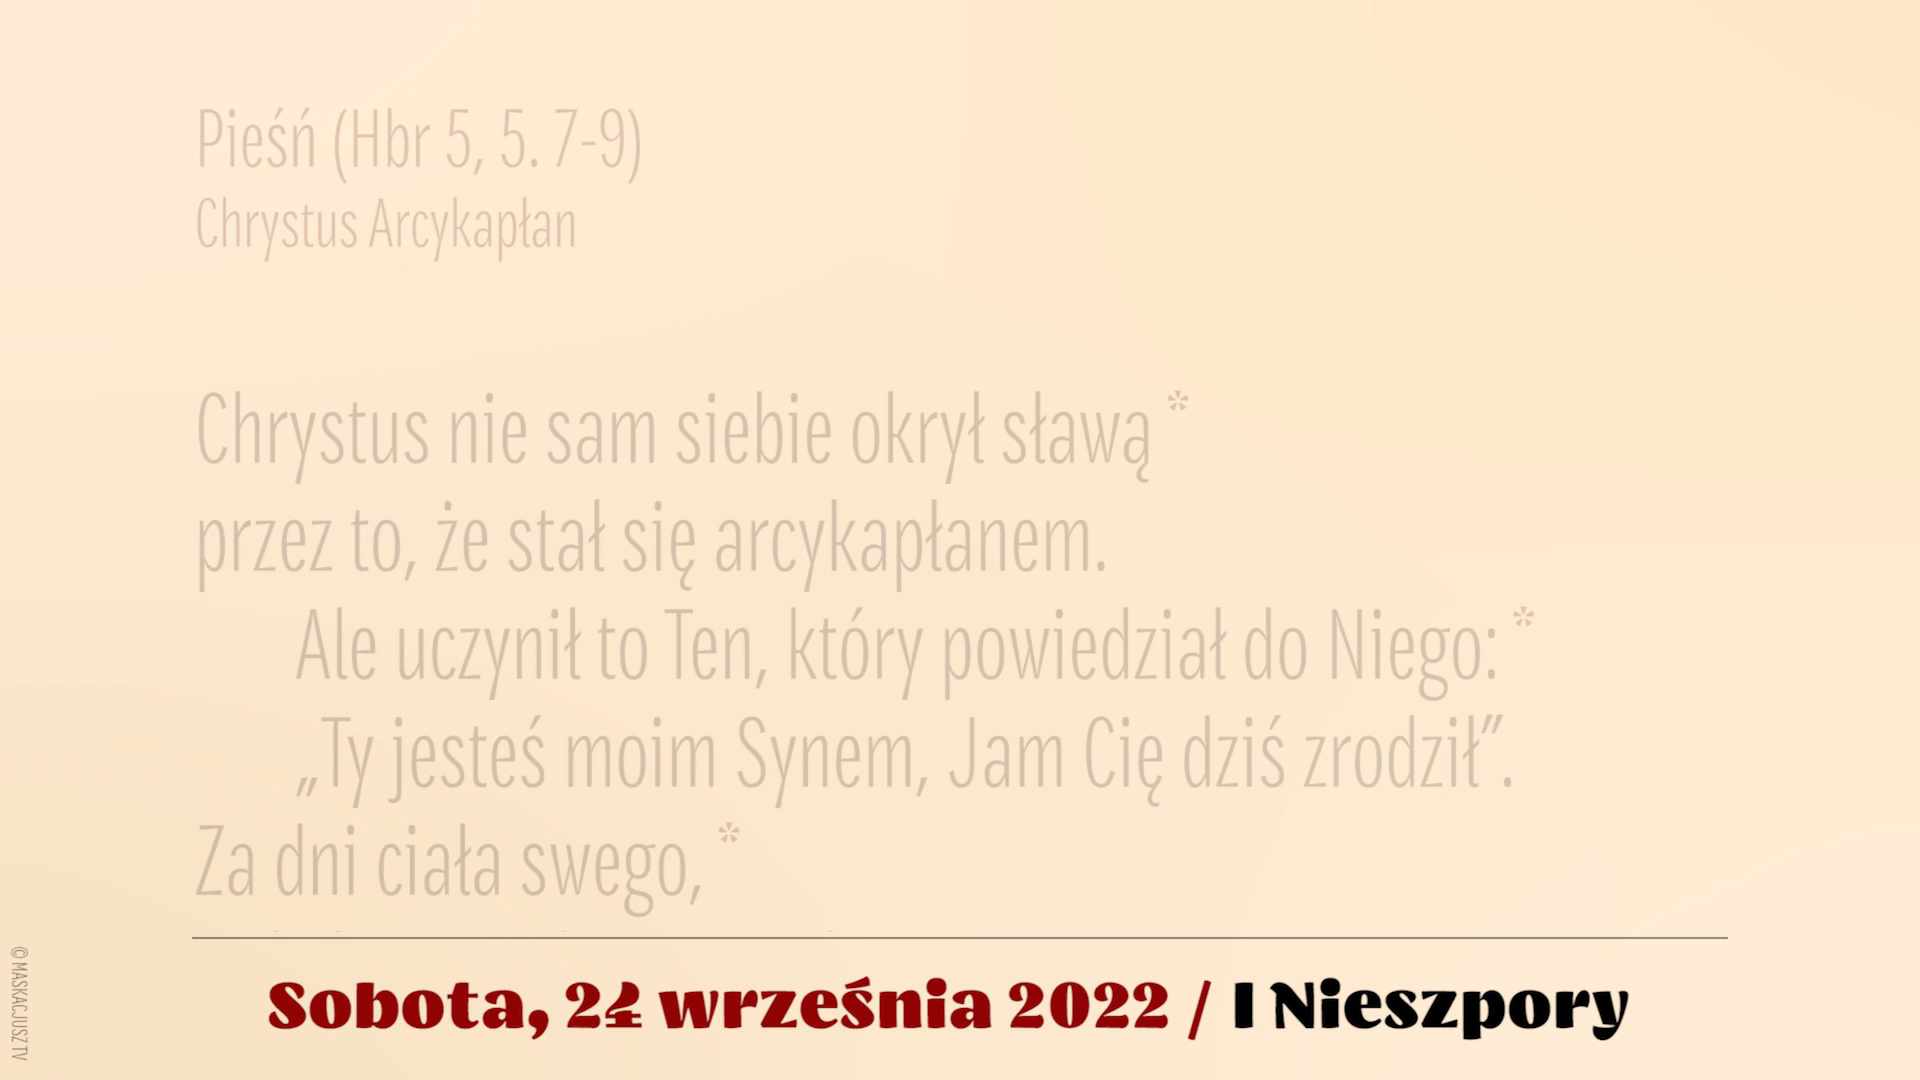 Pieśń (Hbr 5, 5. 7-9)
Chrystus Arcykapłan
Chrystus nie sam siebie okrył sławą *
przez to, że stał się arcykapłanem.
Ale uczynił to Ten, który powiedział do Niego: *
„Ty jesteś moim Synem, Jam Cię dziś zrodził”.
Za dni ciała swego, *
Sobota, 24 września 2022 / I Nieszpory
© MASKACJUSZ TV